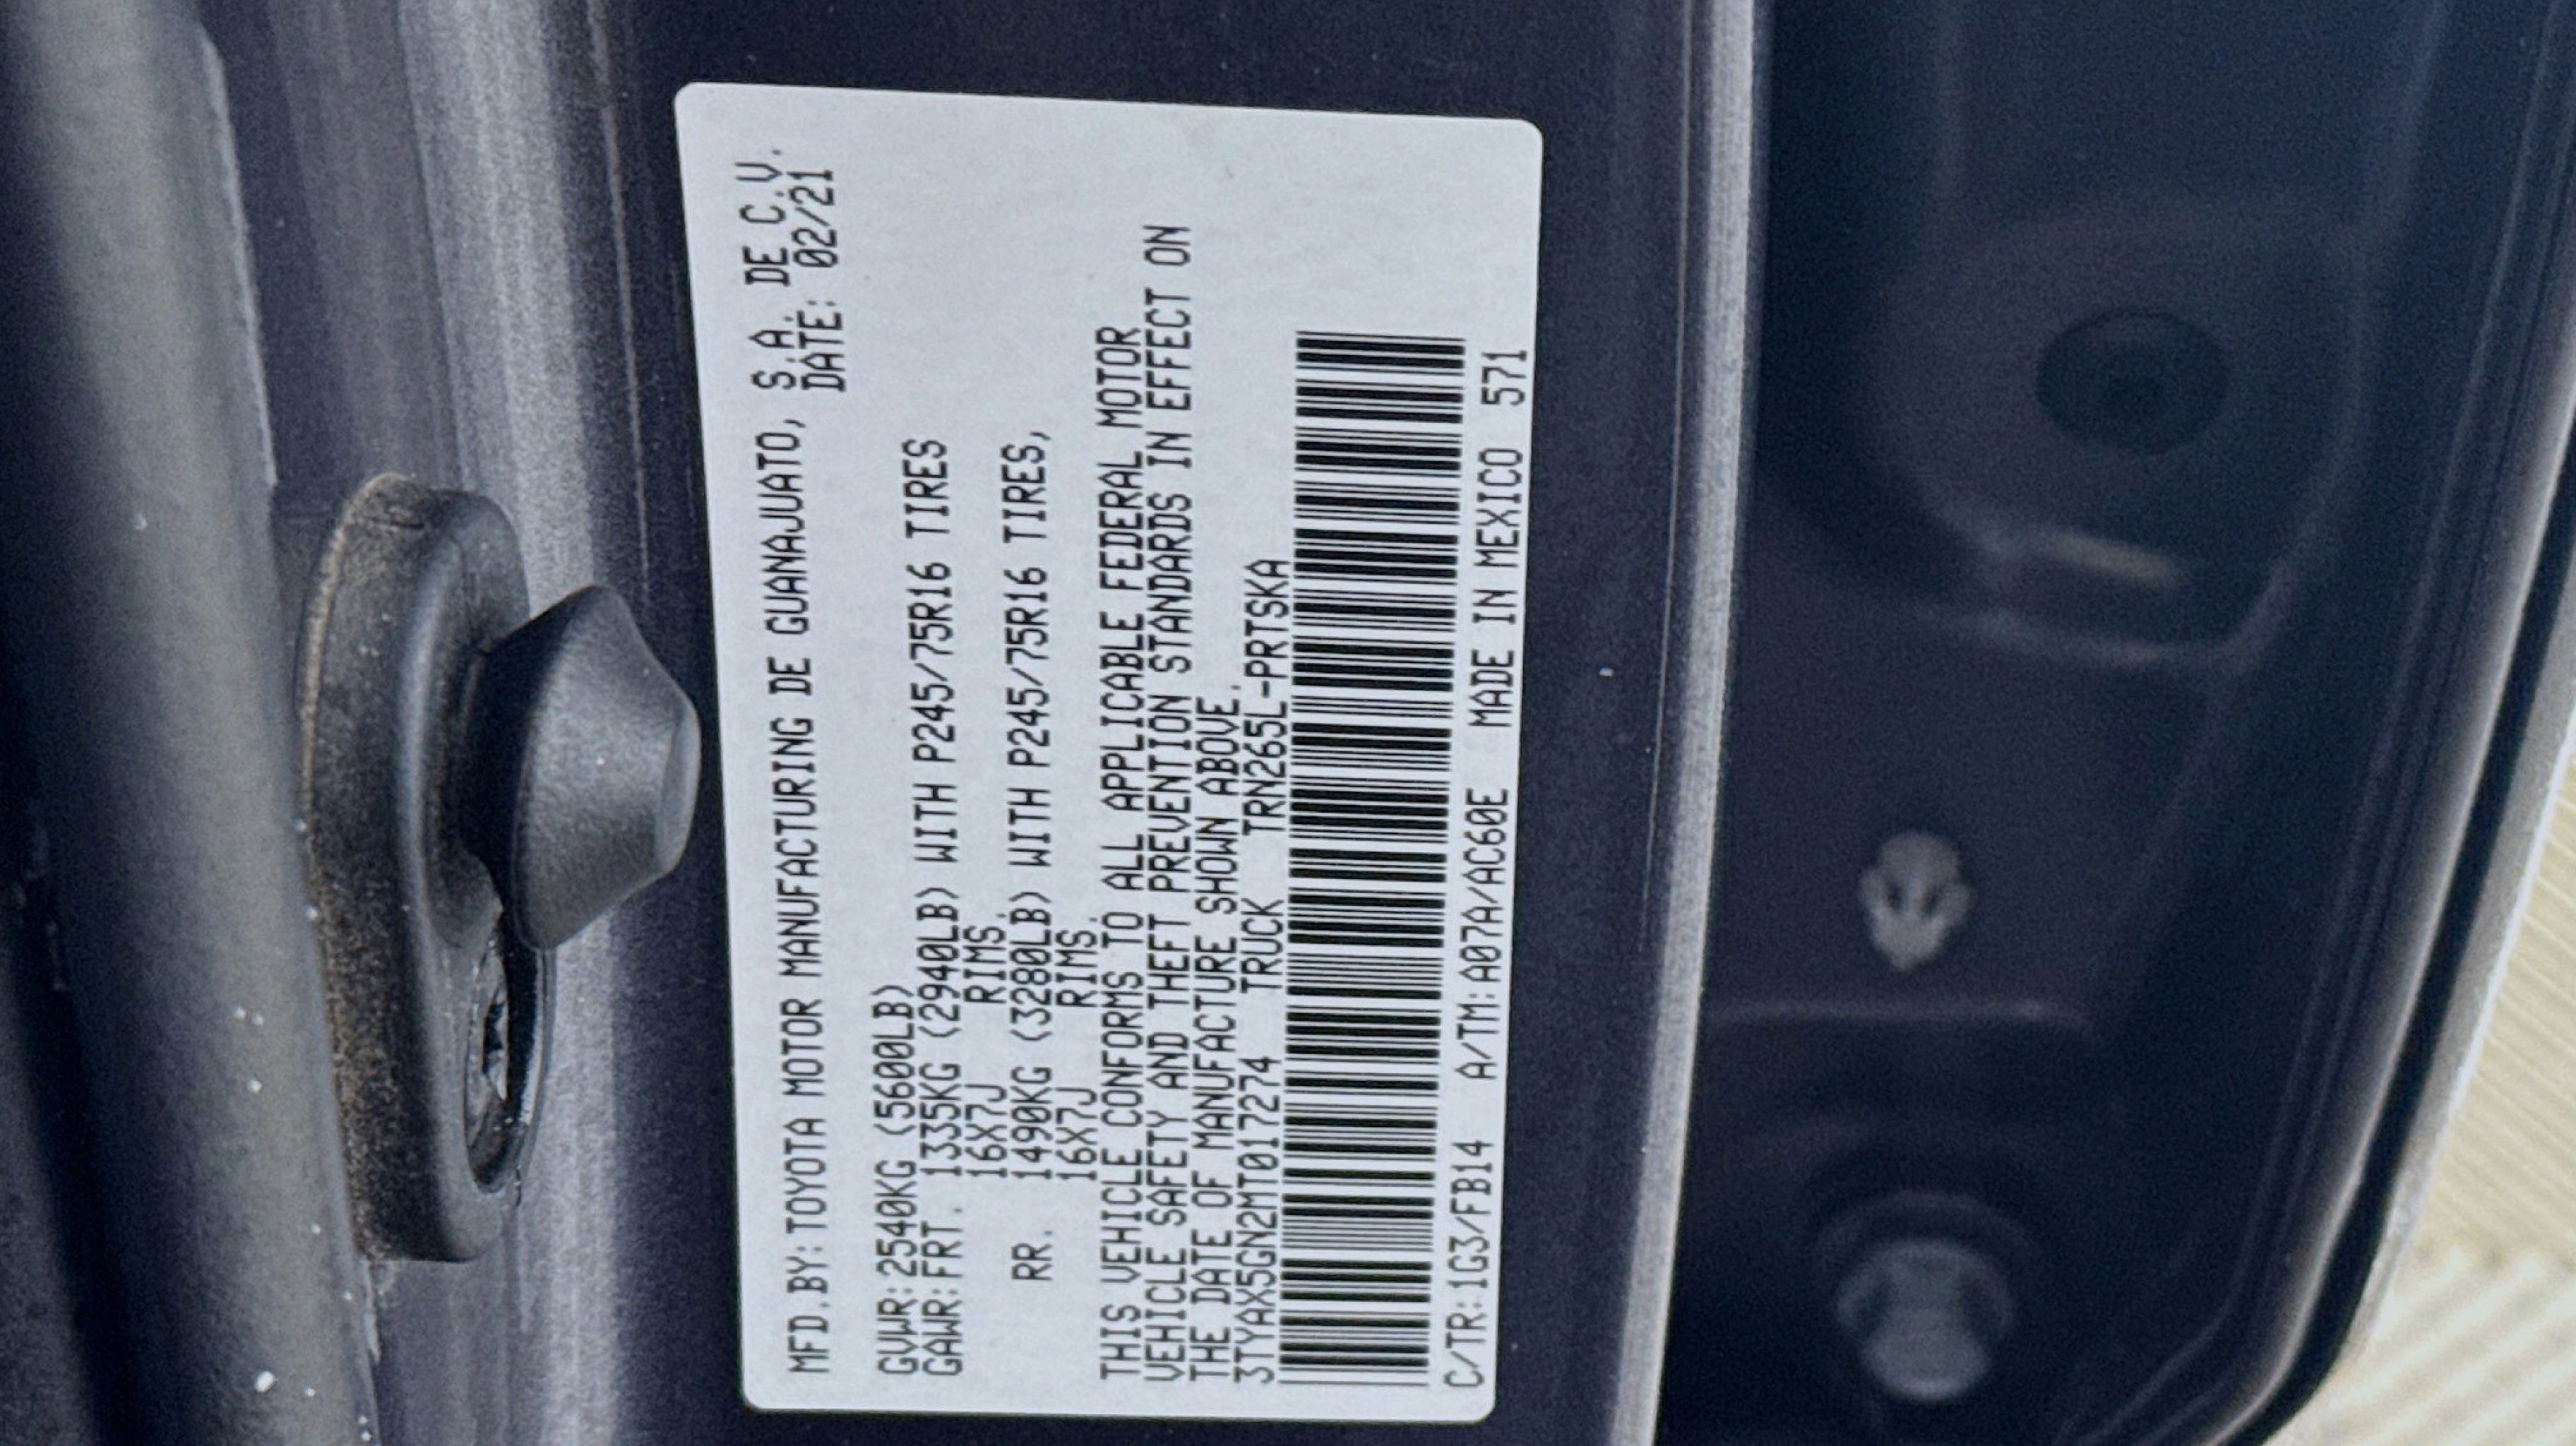 MFD.BY:TOYOTA MOTOR MANUFACTURING DE GUANAJUATO, S.A. DE C.V.
DATE: 02/21
GVWR:2540KG (5600LB)
GAWR:FRT. 1335KG (2940LB) WITH P245/75R16 TIRES
16X7J RIMS.
RR. 1490KG (3280LB) WITH P245/75R16 TIRES,
16X7J RIMS.
THIS VEHICLE CONFORMS TO ALL APPLICABLE FEDERAL MOTOR
VEHICLE SAFETY AND THEFT PREVENTION STANDARDS IN EFFECT ON
THE DATE OF MANUFACTURE SHOWN ABOVE.
3TYAX5GN2MT017274 TRUCK TRN265L-PRTSKA
C/TR:1G3/FB14 A/TM:A07A/AC60E MADE IN MEXICO 571